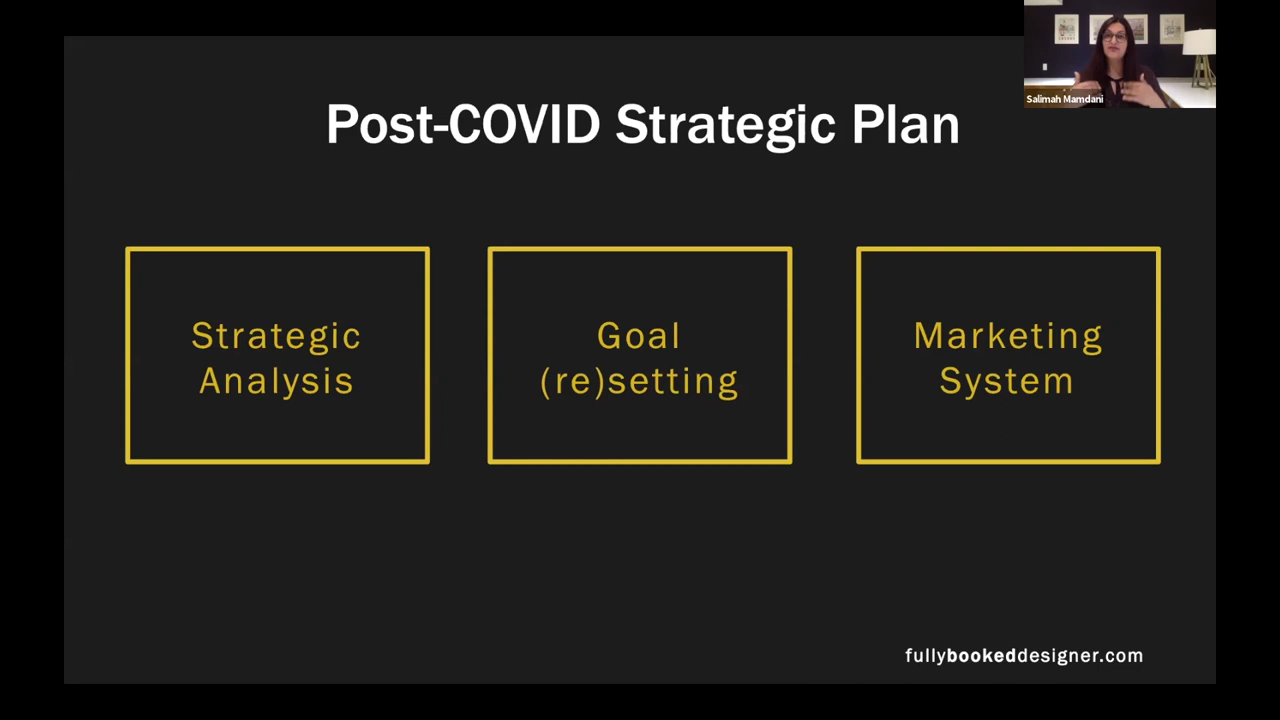 Salimah Mamdani
Post-COVID Strategic Plan
Strategic
Analysis
Goal
(re)setting
Marketing
System
fullybookeddesigner.com